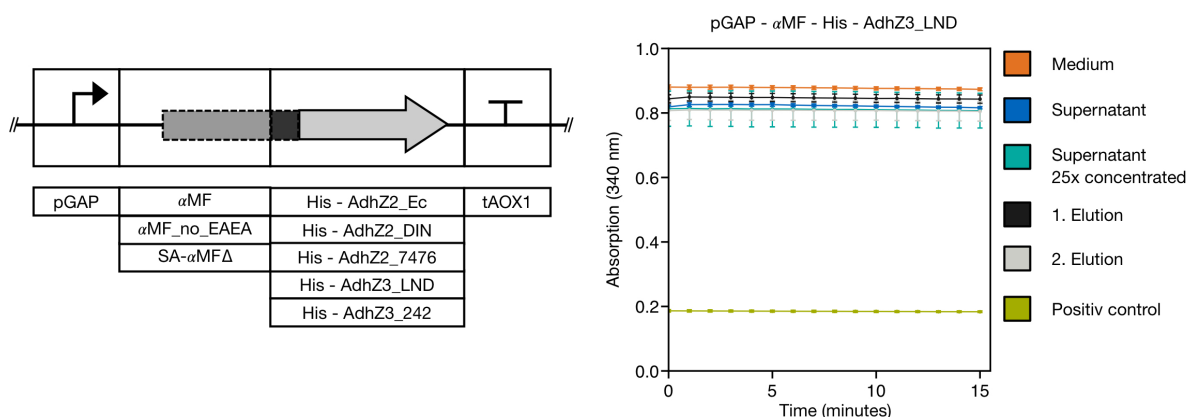 pGAP
αMF
His - AdhZ2_Ec
tAOX1
αMF_no_EAEA
His - AdhZ2_DIN
SA-αMFΔ
His - AdhZ2_7476
His - AdhZ3_LND
His - AdhZ3_242
pGAP - αMF - His - AdhZ3_LND
Absorption (340 nm)
1.0
0.8
0.6
0.4
0.2
0.0
0
5
10
15
Time (minutes)
Medium
Supernatant
Supernatant
25x concentrated
1. Elution
2. Elution
Positiv control